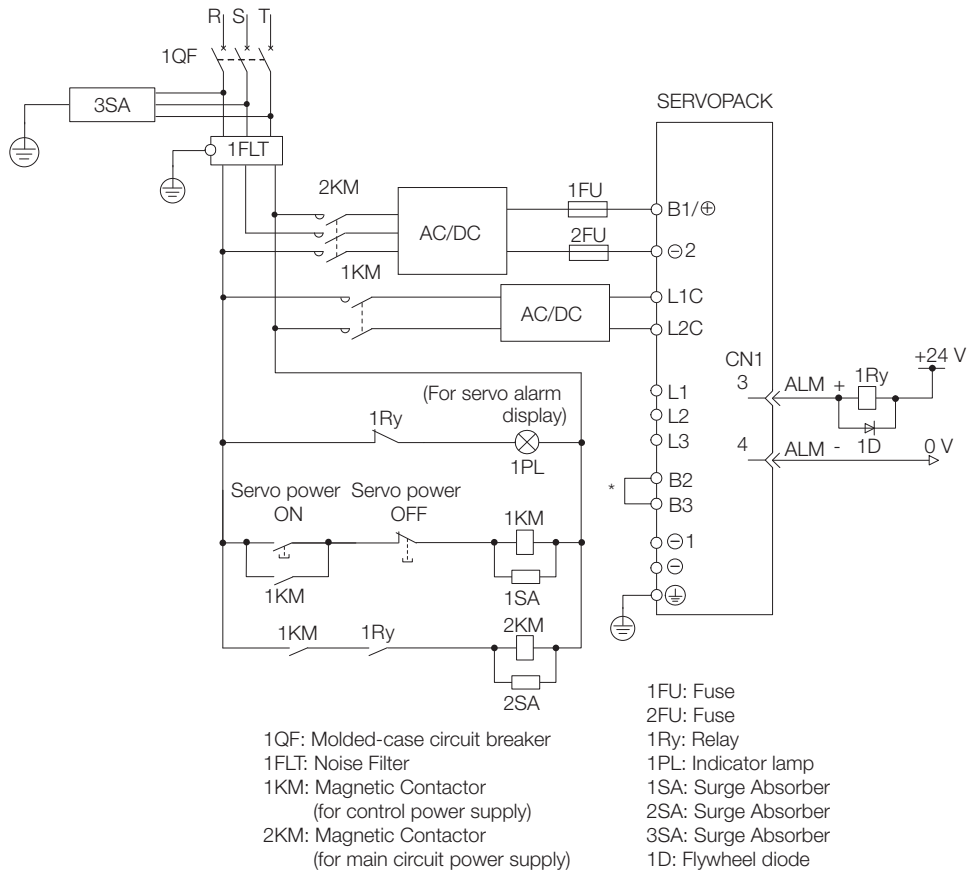 R S T
1QF
3SA
SERVOPACK
1FLT
2KM
1FU
B1/⊕
AC/DC
2FU
⊖2
1KM
L1C
AC/DC
L2C
CN1
+24 V
3
ALM +
1Ry
L1
(For servo alarm
display)
L2
1Ry
L3
4
ALM -
1D
0 V
1PL
B2
*
B3
Servo power
ON
Servo power
OFF
1KM
⊖1
1KM
1SA
⊖
1KM
1Ry
2KM
2SA
1QF: Molded-case circuit breaker
1FLT: Noise Filter
1KM: Magnetic Contactor
(for control power supply)
2KM: Magnetic Contactor
(for main circuit power supply)
1FU: Fuse
2FU: Fuse
1Ry: Relay
1PL: Indicator lamp
1SA: Surge Absorber
2SA: Surge Absorber
3SA: Surge Absorber
1D: Flywheel diode